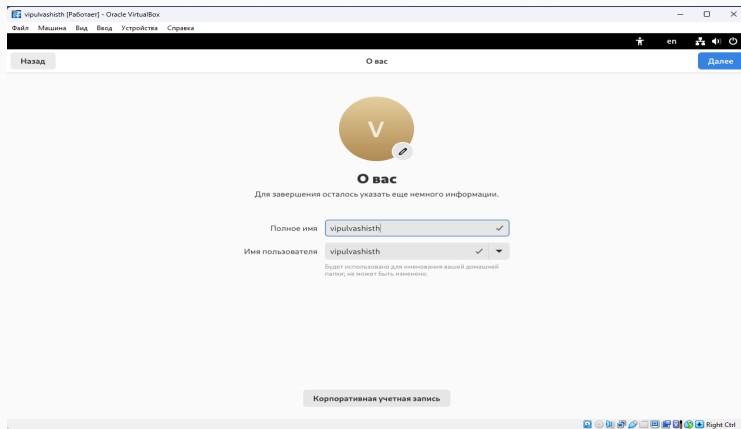 vipulvashisth [Работает] - Oracle VirtualBox
Файл Машина Вид Ввод Устройства Справка
en
Назад О вас Далее
V
О вас
Для завершения осталось указать еще немного информации.
Полное имя vipulvashisth
Имя пользователя vipulvashisth
Будет использовано для именования вашей домашней
папки; не может быть изменено.
Корпоративная учетная запись
Right Ctrl